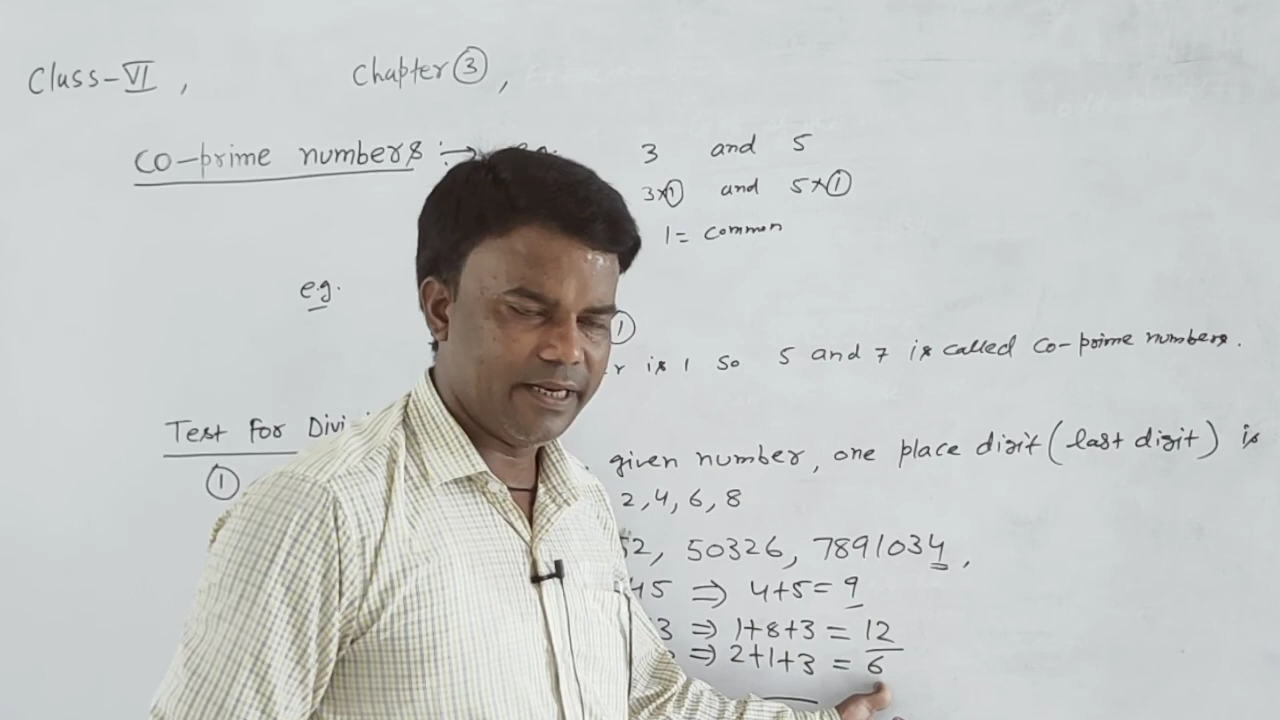 Class-VI, Chapter ③,
Co-prime numbers :→ e.g. 3 and 5
3×① and 5×①
1 = common
e.g.
①
r is 1 so 5 and 7 is called Co-prime numbers.
Test for Divi
① given number, one place digit (last digit) is
2, 4, 6, 8
52, 50326, 7891034,
45 ⇒ 4+5 = 9
3 ⇒ 1+8+3 = 12
⇒ 2+1+3 = 6